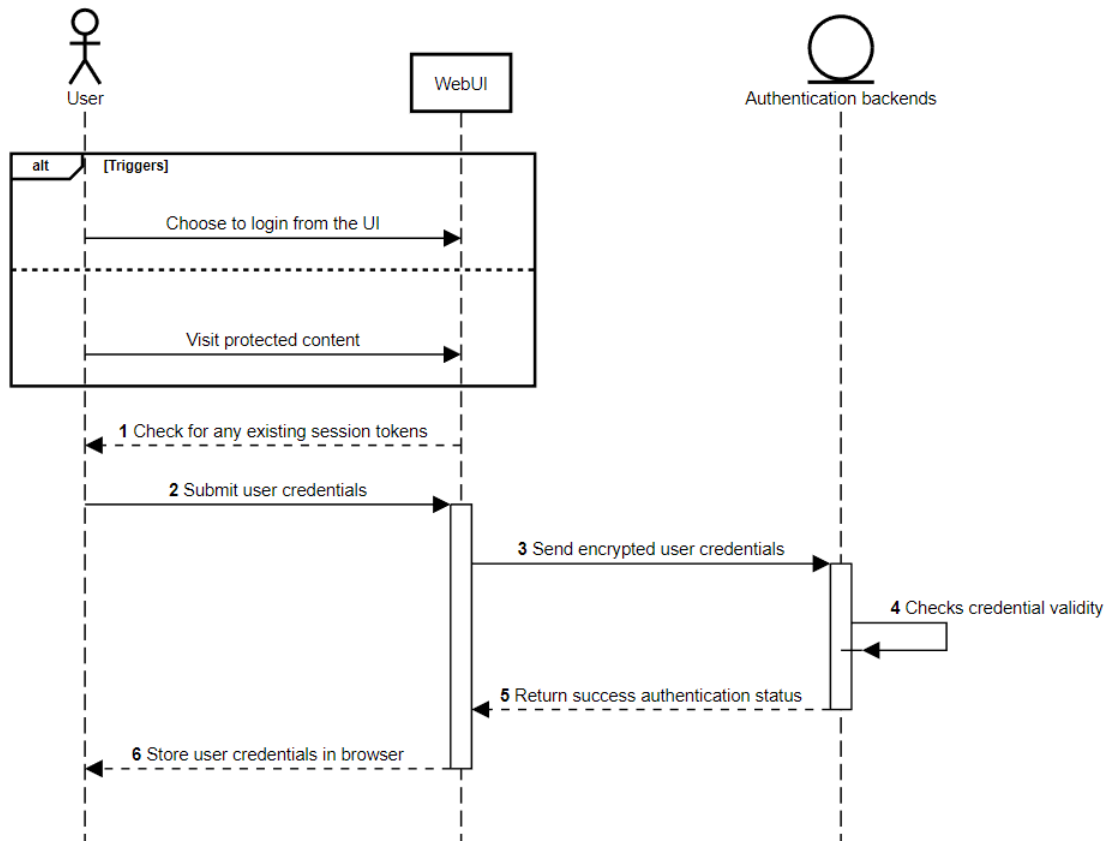 User
WebUI
Authentication backends
alt
[Triggers]
Choose to login from the UI
Visit protected content
1 Check for any existing session tokens
2 Submit user credentials
3 Send encrypted user credentials
4 Checks credential validity
5 Return success authentication status
6 Store user credentials in browser